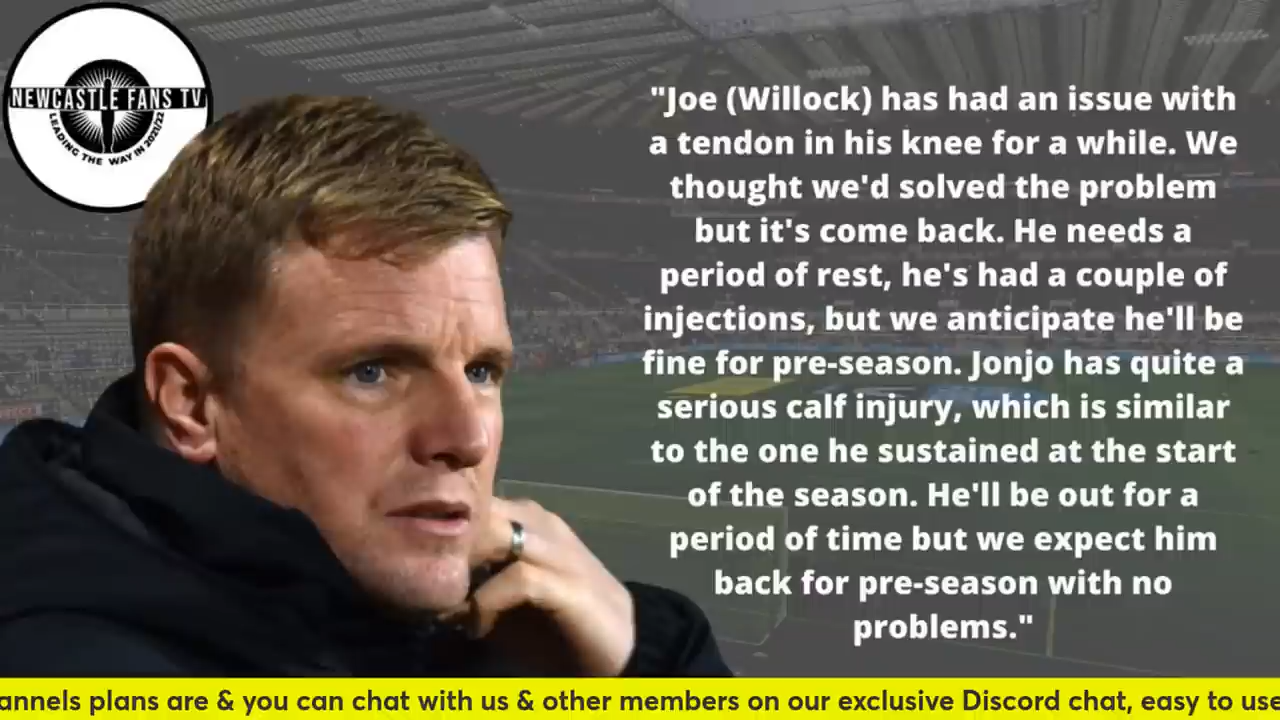 NEWCASTLE FANS TV
LEADING THE WAY IN 2021/22
"Joe (Willock) has had an issue with
a tendon in his knee for a while. We
thought we'd solved the problem
but it's come back. He needs a
period of rest, he's had a couple of
injections, but we anticipate he'll be
fine for pre-season. Jonjo has quite a
serious calf injury, which is similar
to the one he sustained at the start
of the season. He'll be out for a
period of time but we expect him
back for pre-season with no
problems."
annels plans are & you can chat with us & other members on our exclusive Discord chat, easy to use